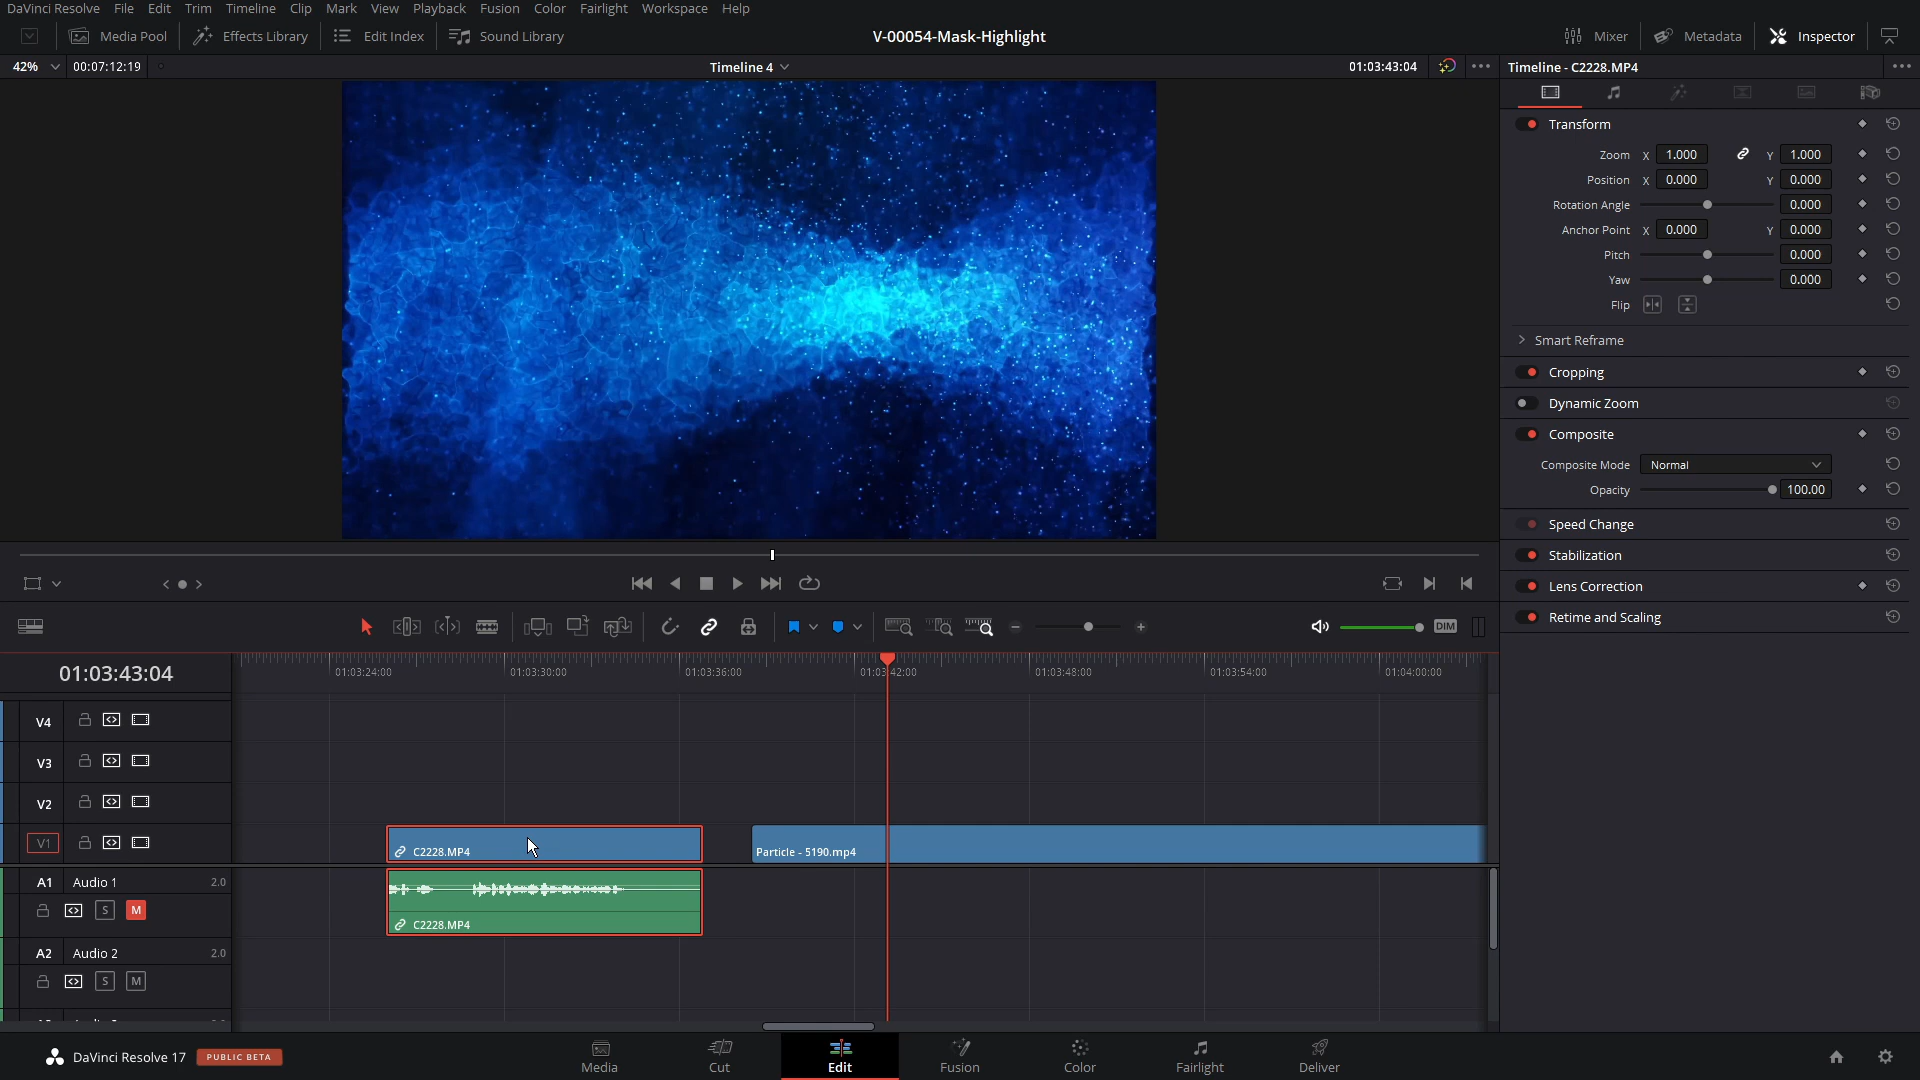 DaVinci Resolve File Edit Trim Timeline Clip Mark View Playback Fusion Color Fairlight Workspace Help
Media Pool Effects Library Edit Index Sound Library V-00054-Mask-Highlight Mixer Metadata Inspector
42% 00:07:12:19 Timeline 4 01:03:43:04 Timeline - C2228.MP4
Transform
Zoom X 1.000 Y 1.000
Position X 0.000 Y 0.000
Rotation Angle 0.000
Anchor Point X 0.000 Y 0.000
Pitch 0.000
Yaw 0.000
Flip
Smart Reframe
Cropping
Dynamic Zoom
Composite
Composite Mode Normal
Opacity 100.00
Speed Change
Stabilization
Lens Correction
Retime and Scaling
DIM
01:03:43:04 01:03:24:00 01:03:30:00 01:03:36:00 01:03:42:00 01:03:48:00 01:03:54:00 01:04:00:00
V4
V3
V2
V1
C2228.MP4 Particle - 5190.mp4
A1 Audio 1 2.0
S M
C2228.MP4
A2 Audio 2 2.0
S M
DaVinci Resolve 17 PUBLIC BETA
Media Cut Edit Fusion Color Fairlight Deliver